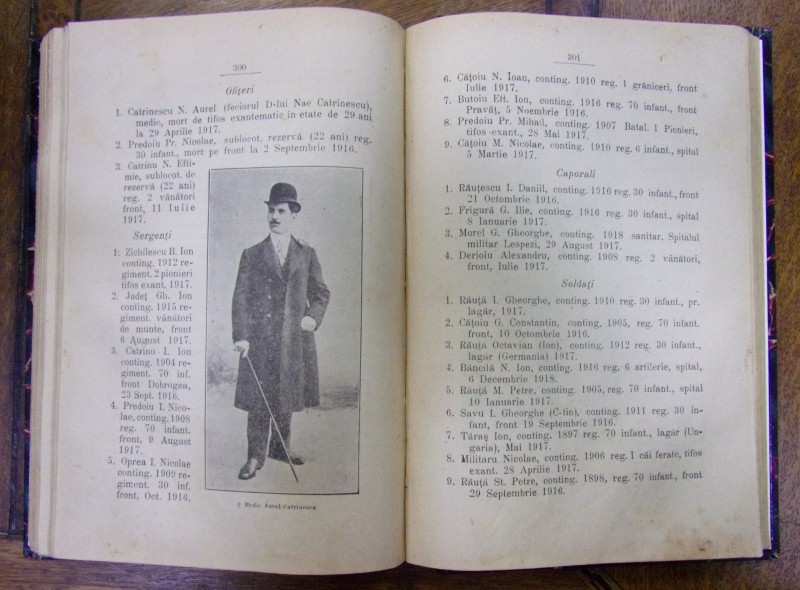 300
Ofițeri
1. Catrinescu N. Aurel (feciorul D-lui Nae Catrinescu),
medic, mort de tifos exantematic in etate de 29 ani
la 29 Aprilie 1917.
2. Predoiu Pr. Nicolae, sublocot. rezervă (22 ani) reg.
30 infant., mort pe front la 2 Septembrie 1916.
3. Catrinu N. Efti-
mie, sublocot. de
rezervă (22 ani)
reg. 2 vânători
front, 11 Iulie
1917.
Sergenți
1. Zichilescu B. Ion
conting. 1912 re-
giment. 2 pionieri
tifos exant. 1917.
2. Județ Gh. Ion
conting. 1915 re-
giment. vânători
de munte, front
6 August 1917.
3. Catrinu I. Ion
conting. 1904 re-
giment. 70 inf.
front Dobrogea,
23 Sept. 1916.
4. Predoiu I. Nico-
lae, conting. 1908
reg. 70 infant.
front, 9 August
1917.
5. Oprea I. Nicolae
conting. 1909 re-
giment. 30 inf.
front, Oct. 1916.
† Medic Aurel Catrinescu
301
6. Cățoiu N. Ioan, conting. 1910 reg. 1 grăniceri, front
Iulie 1917.
7. Butoiu Eft. Ion, conting. 1916 reg. 70 infant., front
Pravăț, 5 Noembrie 1916.
8. Predoiu Pr. Mihail, conting. 1907 Batal. 1 Pionieri,
tifos exant., 28 Mai 1917.
9. Cățoiu M. Nicolae, conting. 1910 reg. 6 infant., spital
5 Martie 1917.
Caporali
1. Răuțescu I. Daniil, conting. 1916 reg. 30 infant., front
21 Octombrie 1916.
2. Frigură G. Ilie, conting. 1916 reg. 30 infant., spital
8 Ianuarie 1917.
3. Morel G. Gheorghe, conting. 1918 sanitar. Spitalul
militar Lespezi, 29 August 1917.
4. Derioiu Alexandru, conting. 1908 reg. 2 vânători,
front, Iulie 1917.
Soldați
1. Răuță I. Gheorghe, conting. 1910 reg. 30 infant., pr.
lagăr, 1917.
2. Cățoiu G. Constantin, conting. 1905, reg. 70 infant.
front, 10 Octombrie 1916.
3. Răuță Octavian (Ion), conting. 1912 reg. 30 infant.,
lagăr (Germania) 1917.
4. Băncilă N. Ion, conting. 1916 reg. 6 artilerie, spital,
6 Decembrie 1918.
5. Răuță M. Petre, conting. 1905, reg. 70 infant., spital
10 Ianuarie 1917.
6. Savu I. Gheorghe (C-tin), conting. 1911 reg. 30 in-
fant., front 19 Septembrie 1916.
7. Tăraș Ion, conting. 1897 reg. 70 infant., lagăr (Un-
garia), Mai 1917.
8. Militaru Nicolae, conting. 1906 reg. 1 căi ferate, tifos
exant. 28 Aprilie 1917.
9. Răuță St. Petre, conting. 1898, reg. 70 infant., front
29 Septembrie 1916.